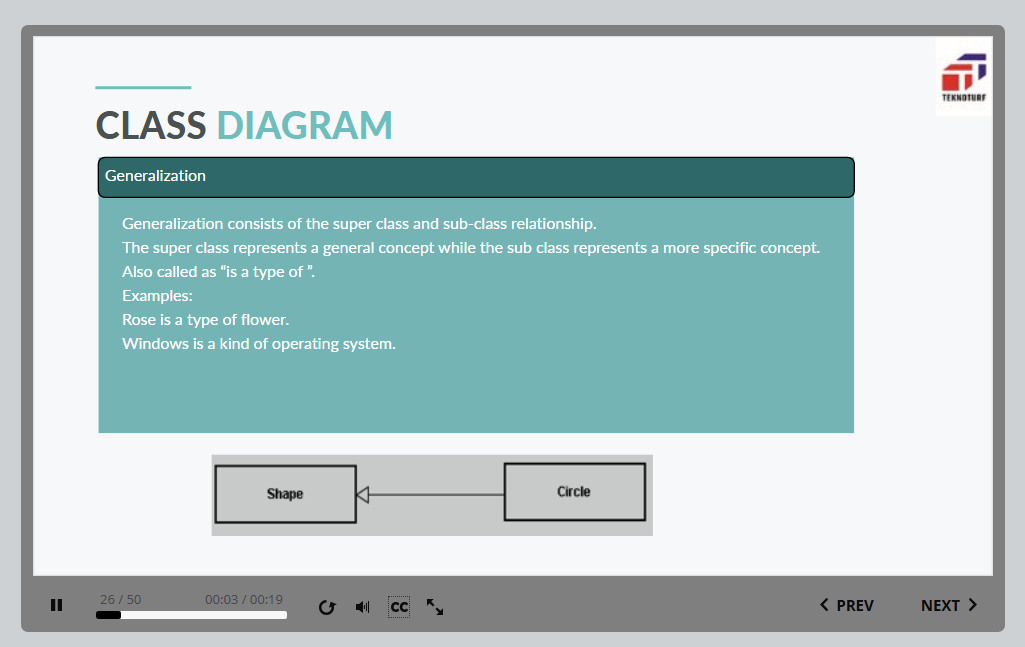 TEKNOTURF
CLASS DIAGRAM
Generalization
Generalization consists of the super class and sub-class relationship.
The super class represents a general concept while the sub class represents a more specific concept.
Also called as “is a type of ”.
Examples:
Rose is a type of flower.
Windows is a kind of operating system.
Shape
Circle
26 / 50
00:03 / 00:19
CC
PREV
NEXT